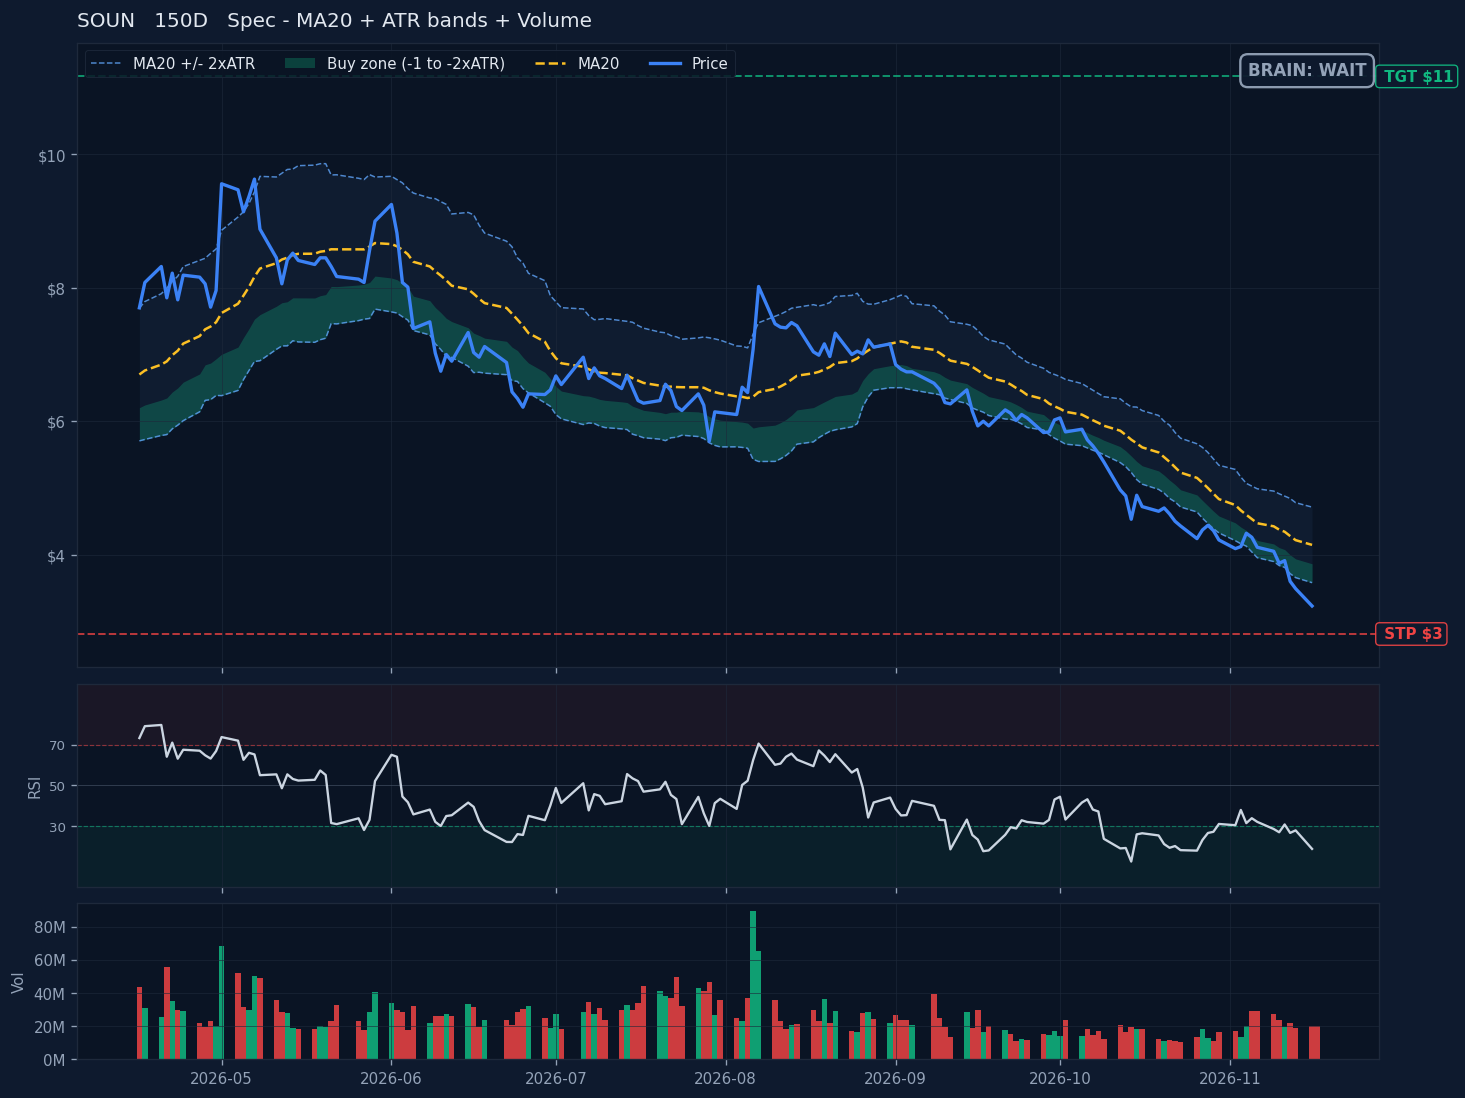 SOUN   150D   Spec - MA20 + ATR bands + Volume
MA20 +/- 2xATR
Buy zone (-1 to -2xATR)
MA20
Price
BRAIN: WAIT
TGT $11
$10
$8
$6
$4
STP $3
RSI
70
50
30
Vol
80M
60M
40M
20M
0M
2026-05
2026-06
2026-07
2026-08
2026-09
2026-10
2026-11